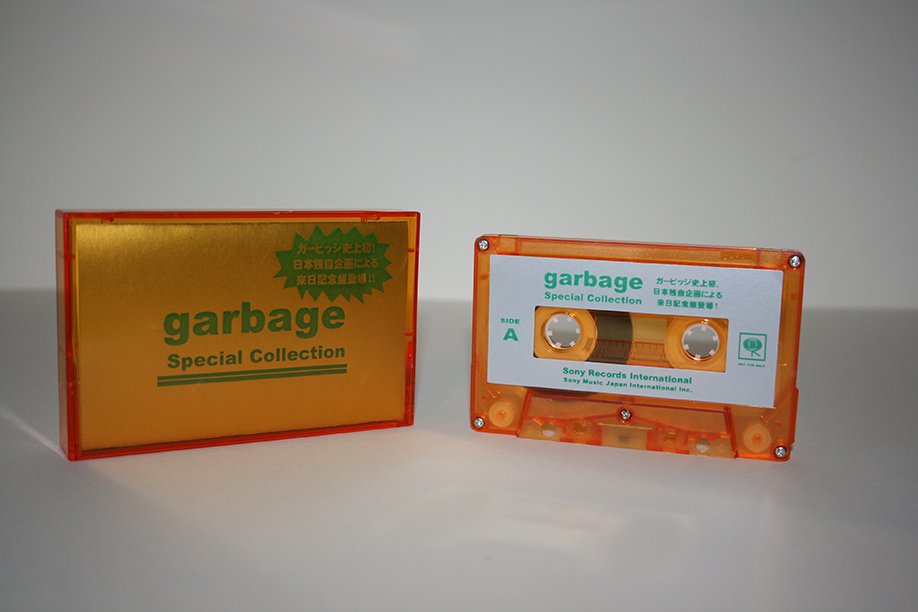 ガービッジ史上初!
日本独自企画による
来日記念盤登場!!
garbage
Special Collection
garbage
Special Collection
ガービッジ史上初、
日本独自企画による
来日記念盤登場!
SIDE
A
NOT FOR SALE
Sony Records International
Sony Music Japan International Inc.